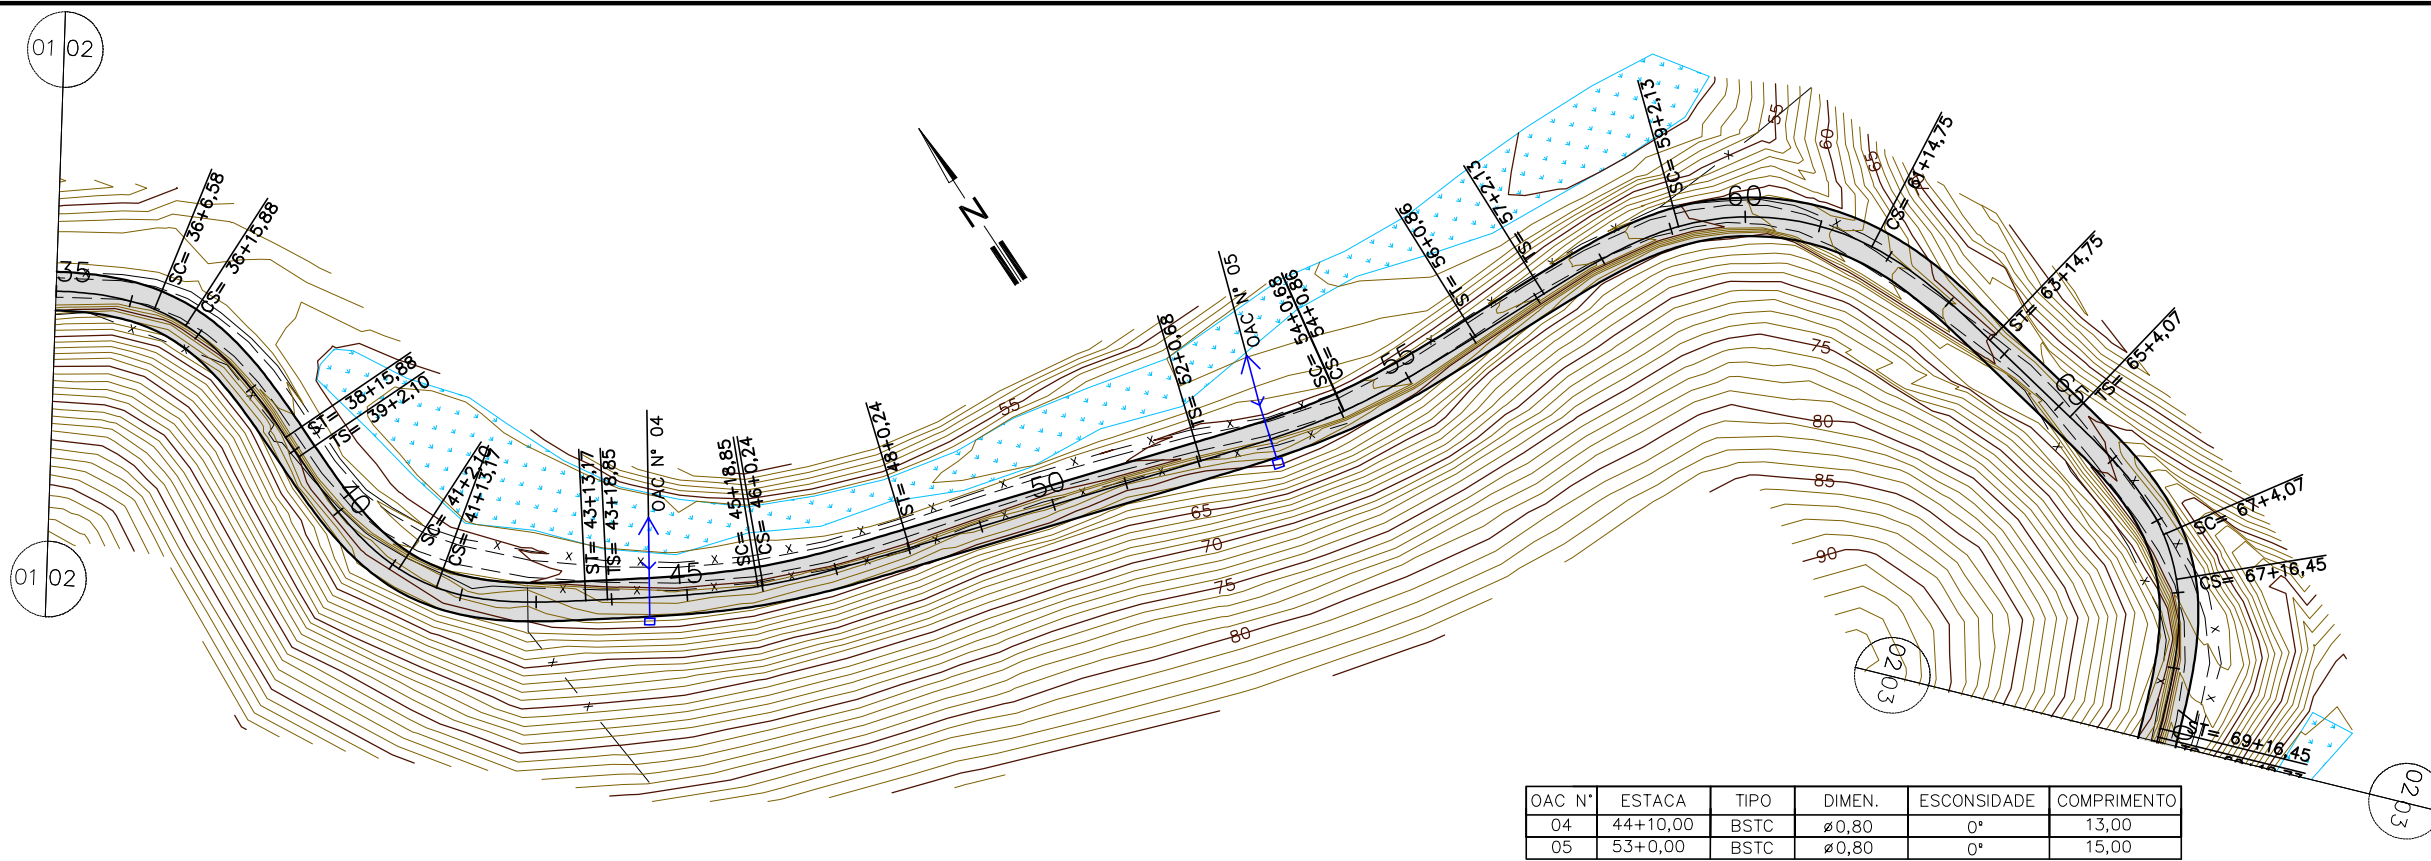 01 02
35
SC= 36+6,58
CS= 36+15,88
ST= 38+15,88
TS= 39+2,10
40
SC= 41+2,10
CS= 41+13,17
ST= 43+13,17
TS= 43+18,85
OAC N° 04
45
SC= 45+18,85
CS= 46+0,24
ST= 48+0,24
50
TS= 52+0,68
OAC N° 05
SC= 54+0,68
CS= 54+0,86
55
ST= 56+0,86
TS= 57+2,13
SC= 59+2,13
60
CS= 61+14,75
ST= 63+14,75
65
TS= 65+4,07
SC= 67+4,07
CS= 67+16,45
ST= 69+16,45
N
55
55
60
65
65
70
75
80
75
80
85
90
01 02
02 03
02 03
OAC N° ESTACA TIPO DIMEN. ESCONSIDADE COMPRIMENTO
04 44+10,00 BSTC ø0,80 0° 13,00
05 53+0,00 BSTC ø0,80 0° 15,00